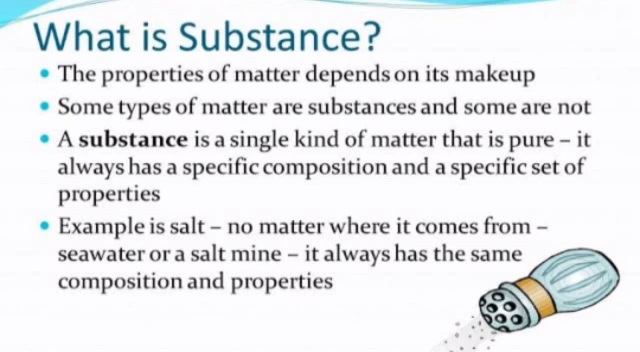 What is Substance?
• The properties of matter depends on its makeup
• Some types of matter are substances and some are not
• A substance is a single kind of matter that is pure – it
always has a specific composition and a specific set of
properties
• Example is salt – no matter where it comes from –
seawater or a salt mine – it always has the same
composition and properties